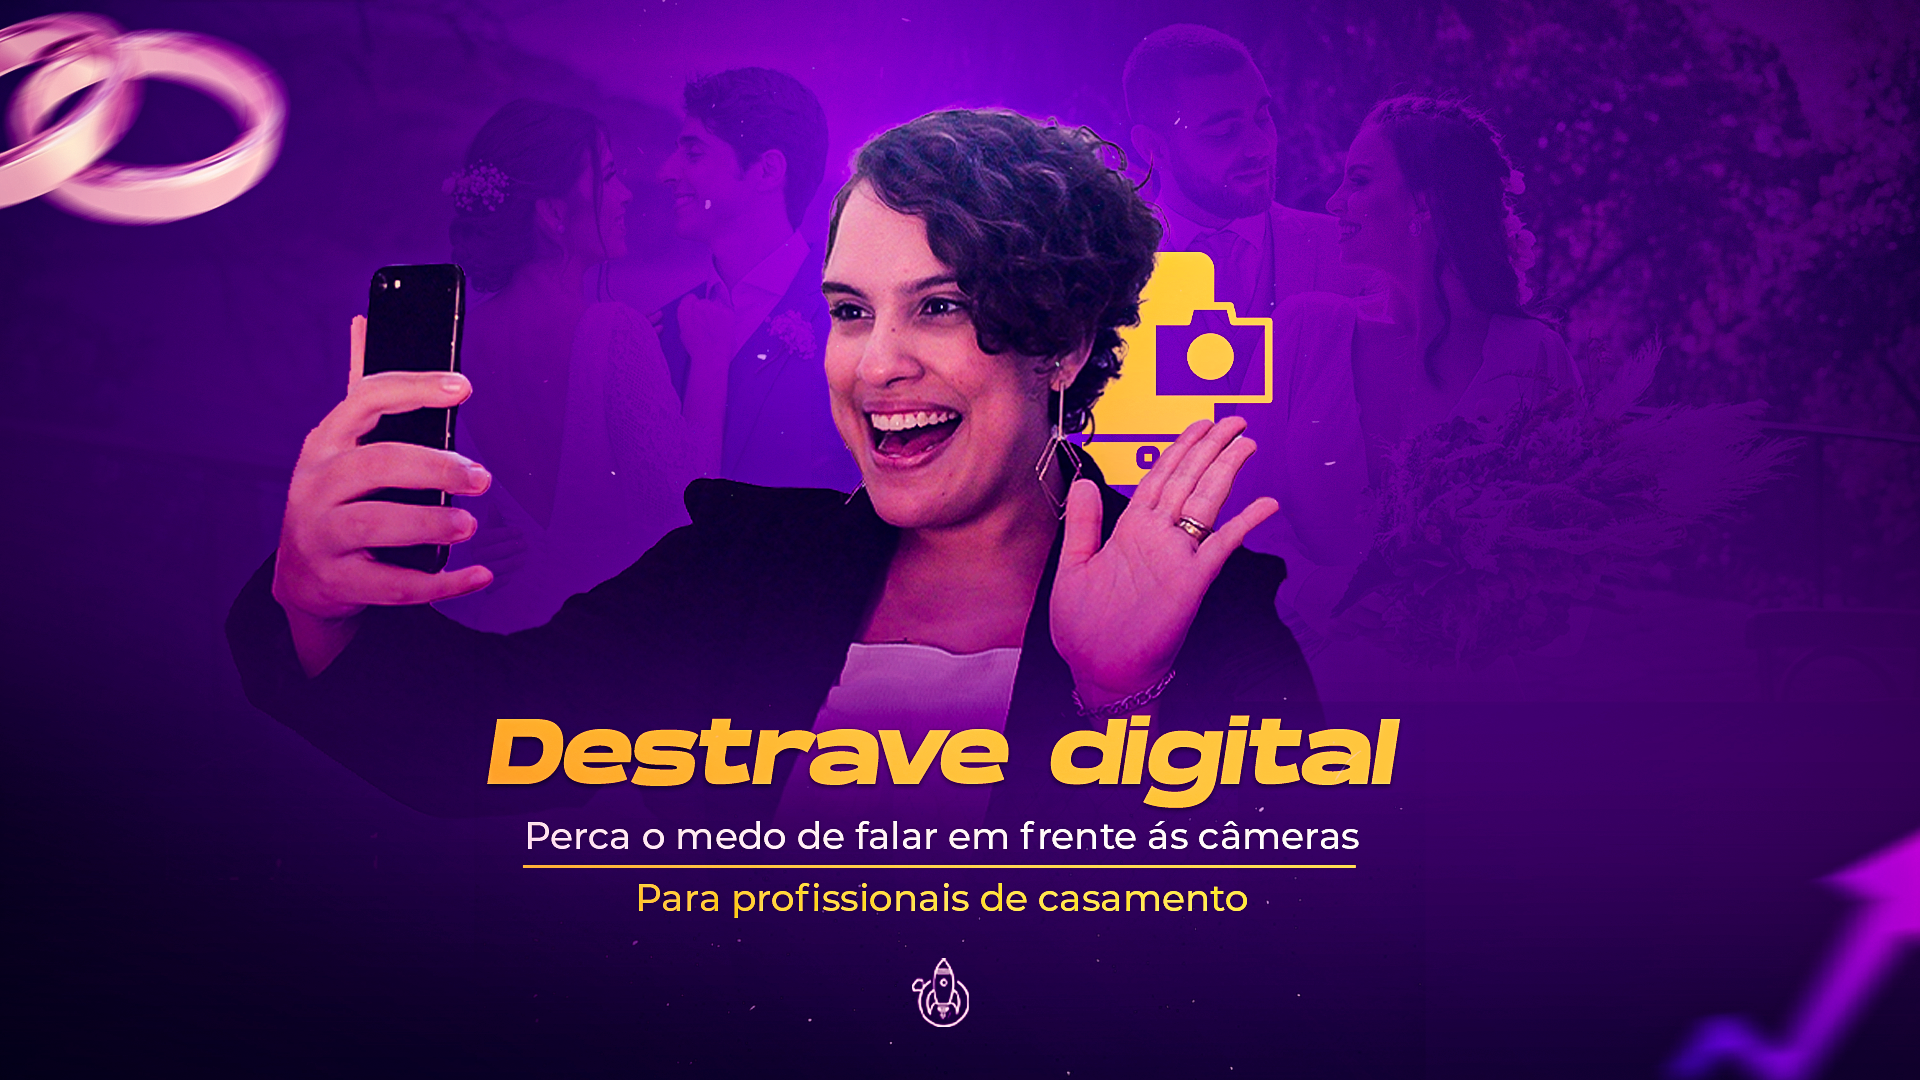 Destrave digital
Perca o medo de falar em frente ás câmeras
Para profissionais de casamento